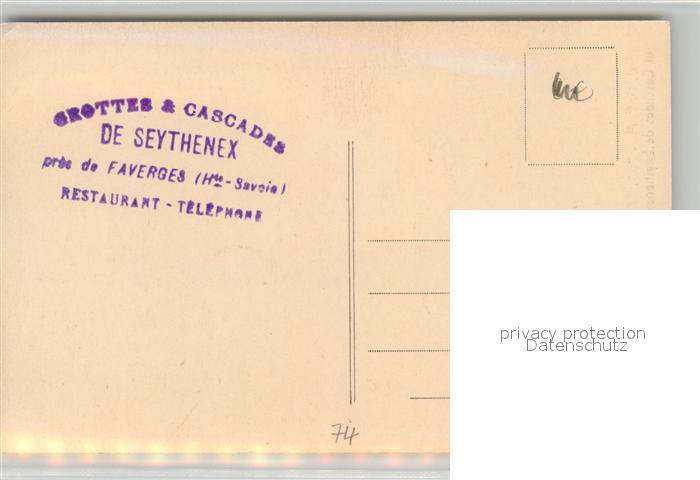 GROTTES & CASCADES
DE SEYTHENEX
près de FAVERGES (Hte-Savoie)
RESTAURANT - TÉLÉPHONE
privacy protection
Datenschutz
74